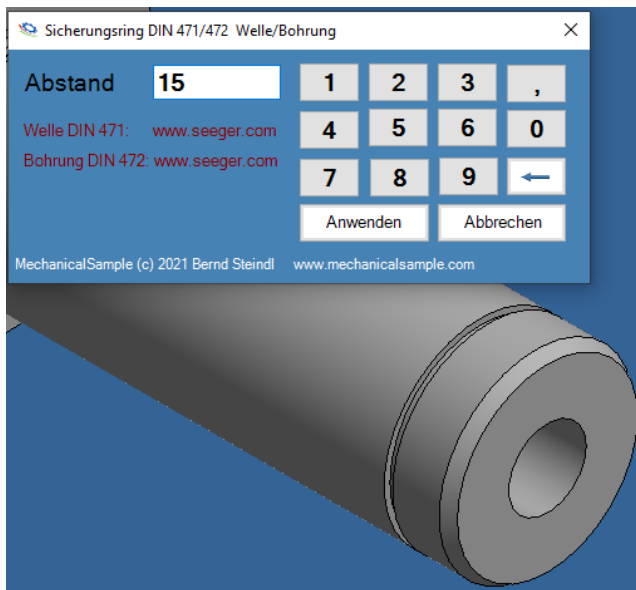 Sicherungsring DIN 471/472 Welle/Bohrung
Abstand 15
1 2 3 ,
Welle DIN 471: www.seeger.com
4 5 6 0
Bohrung DIN 472: www.seeger.com
7 8 9
Anwenden Abbrechen
MechanicalSample (c) 2021 Bernd Steindl www.mechanicalsample.com